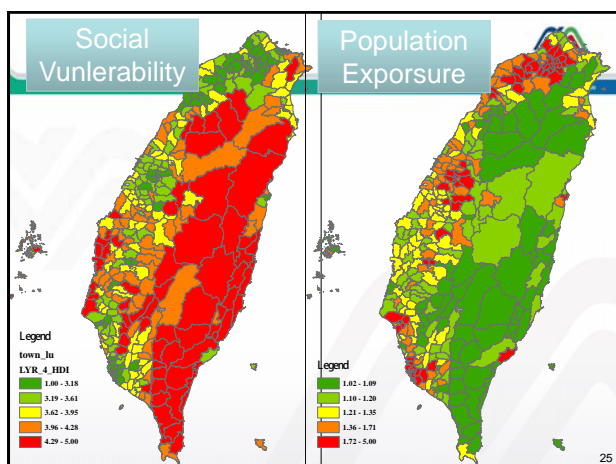 Social
Vunlerability
Population
Exporsure
Legend
town_lu
LYR_4_HDI
1.00 - 3.18
3.19 - 3.61
3.62 - 3.95
3.96 - 4.28
4.29 - 5.00
Legend
1.02 - 1.09
1.10 - 1.20
1.21 - 1.35
1.36 - 1.71
1.72 - 5.00
25